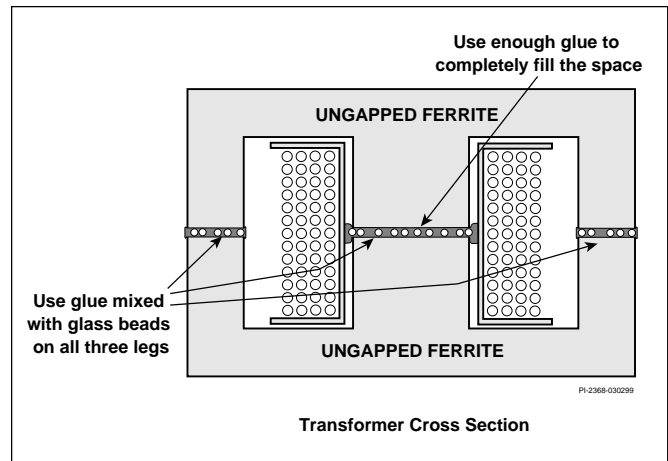 Use enough glue to
completely fill the space
UNGAPPED FERRITE
Use glue mixed
with glass beads
on all three legs
UNGAPPED FERRITE
PI-2368-030299
Transformer Cross Section